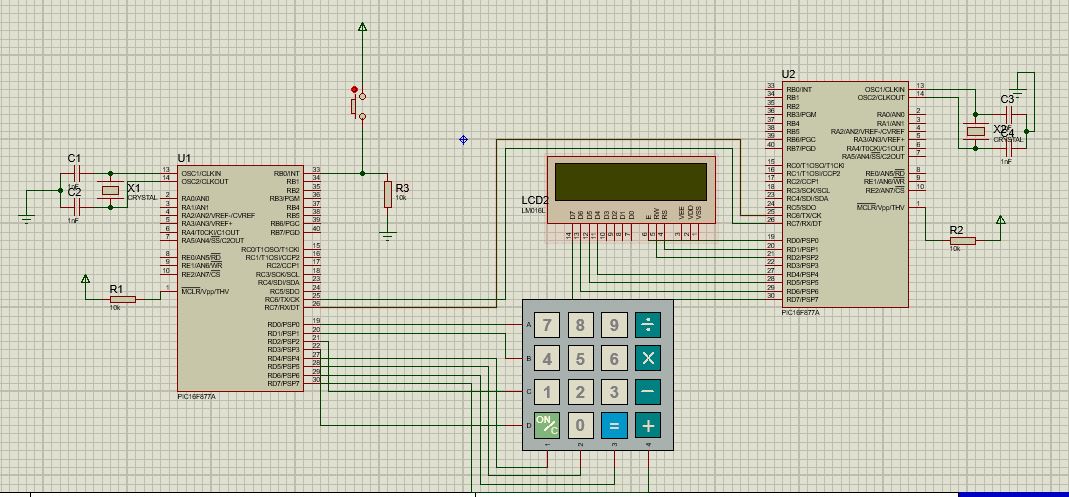 U1
13 OSC1/CLKIN RB0/INT 33
14 OSC2/CLKOUT RB1 34
RB2 35
2 RA0/AN0 RB3/PGM 36
3 RA1/AN1 RB4 37
4 RA2/AN2/VREF-/CVREF RB5 38
5 RA3/AN3/VREF+ RB6/PGC 39
6 RA4/T0CKI/C1OUT RB7/PGD 40
7 RA5/AN4/SS/C2OUT
RC0/T1OSO/T1CKI 15
8 RE0/AN5/RD RC1/T1OSI/CCP2 16
9 RE1/AN6/WR RC2/CCP1 17
10 RE2/AN7/CS RC3/SCK/SCL 18
RC4/SDI/SDA 23
1 MCLR/Vpp/THV RC5/SDO 24
RC6/TX/CK 25
RC7/RX/DT 26
RD0/PSP0 19
RD1/PSP1 20
RD2/PSP2 21
RD3/PSP3 22
RD4/PSP4 27
RD5/PSP5 28
RD6/PSP6 29
RD7/PSP7 30
PIC16F877A
C1
1nF
C2
1nF
X1
CRYSTAL
R1
10k
R3
10k
LCD2
LM016L
D7 D6 D5 D4 D3 D2 D1 D0 E RW RS VEE VDD VSS
14 13 12 11 10 9 8 7 6 5 4 3 2 1
A 7 8 9 ÷
B 4 5 6 ×
C 1 2 3 −
D ON/C 0 = +
1 2 3 4
U2
33 RB0/INT OSC1/CLKIN 13
34 RB1 OSC2/CLKOUT 14
35 RB2
36 RB3/PGM RA0/AN0 2
37 RB4 RA1/AN1 3
38 RB5 RA2/AN2/VREF-/CVREF 4
39 RB6/PGC RA3/AN3/VREF+ 5
40 RB7/PGD RA4/T0CKI/C1OUT 6
RA5/AN4/SS/C2OUT 7
15 RC0/T1OSO/T1CKI
16 RC1/T1OSI/CCP2 RE0/AN5/RD 8
17 RC2/CCP1 RE1/AN6/WR 9
18 RC3/SCK/SCL RE2/AN7/CS 10
23 RC4/SDI/SDA
24 RC5/SDO MCLR/Vpp/THV 1
25 RC6/TX/CK
26 RC7/RX/DT
19 RD0/PSP0
20 RD1/PSP1
21 RD2/PSP2
22 RD3/PSP3
27 RD4/PSP4
28 RD5/PSP5
29 RD6/PSP6
30 RD7/PSP7
PIC16F877A
C3
X2
C4
CRYSTAL
1nF
R2
10k